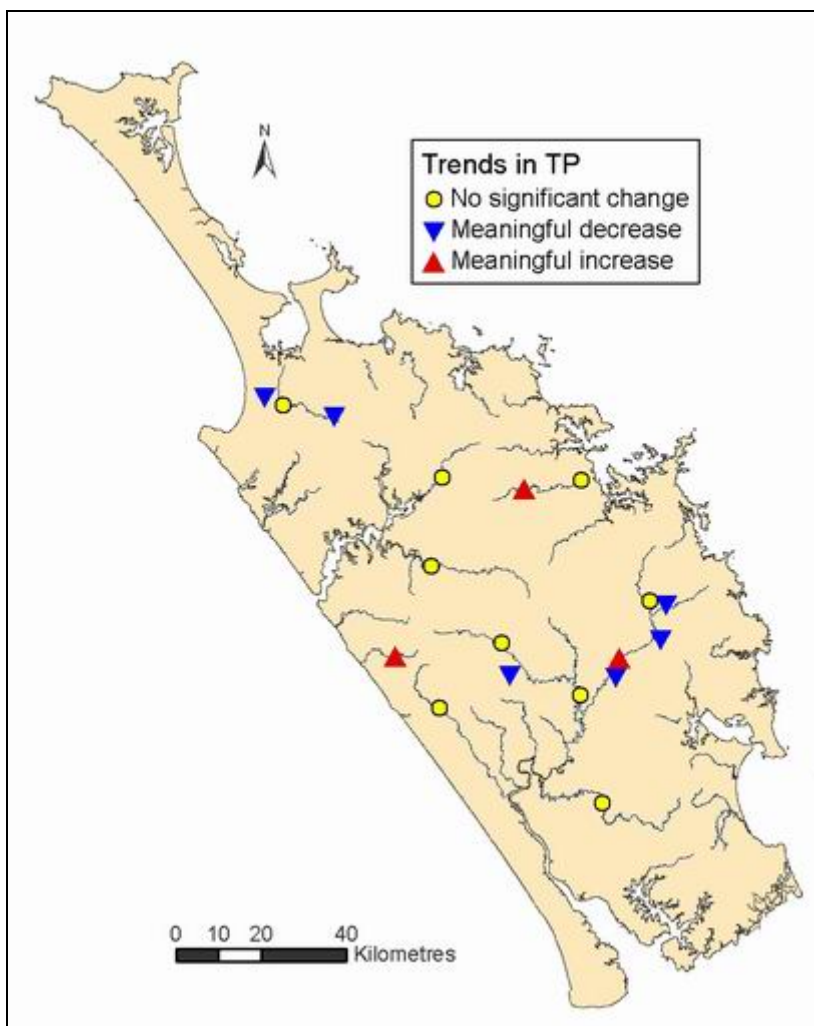 N
Trends in TP
No significant change
Meaningful decrease
Meaningful increase
0 10 20 40
Kilometres